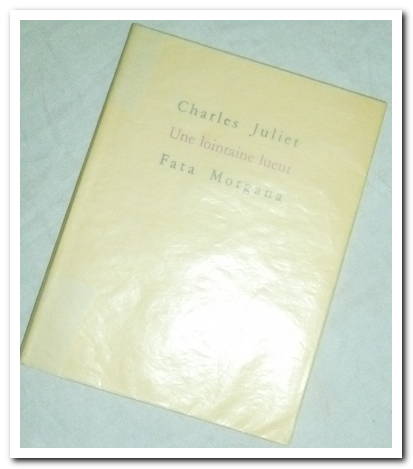 Charles Juliet
Une lointaine lueur
Fata Morgana